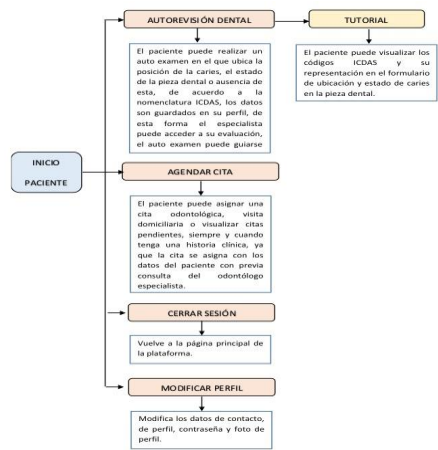 AUTOREVISIÓN DENTAL
TUTORIAL
El paciente puede realizar un
auto examen en el que ubica la
posición de la caries, el estado
de la pieza dental o ausencia de
esta, de acuerdo a la
nomenclatura ICDAS, los datos
son guardados en su perfil, de
esta forma el especialista
puede acceder a su evaluación,
el auto examen puede guiarse
El paciente puede visualizar los
códigos ICDAS y su
representación en el formulario
de ubicación y estado de caries
en la pieza dental.
INICIO
PACIENTE
AGENDAR CITA
El paciente puede asignar una
cita odontológica, visita
domiciliaria o visualizar citas
pendientes, siempre y cuando
tenga una historia clínica, ya
que la cita se asigna con los
datos del paciente con previa
consulta del odontólogo
especialista.
CERRAR SESIÓN
Vuelve a la página principal de
la plataforma.
MODIFICAR PERFIL
Modifica los datos de contacto,
de perfil, contraseña y foto de
perfil.